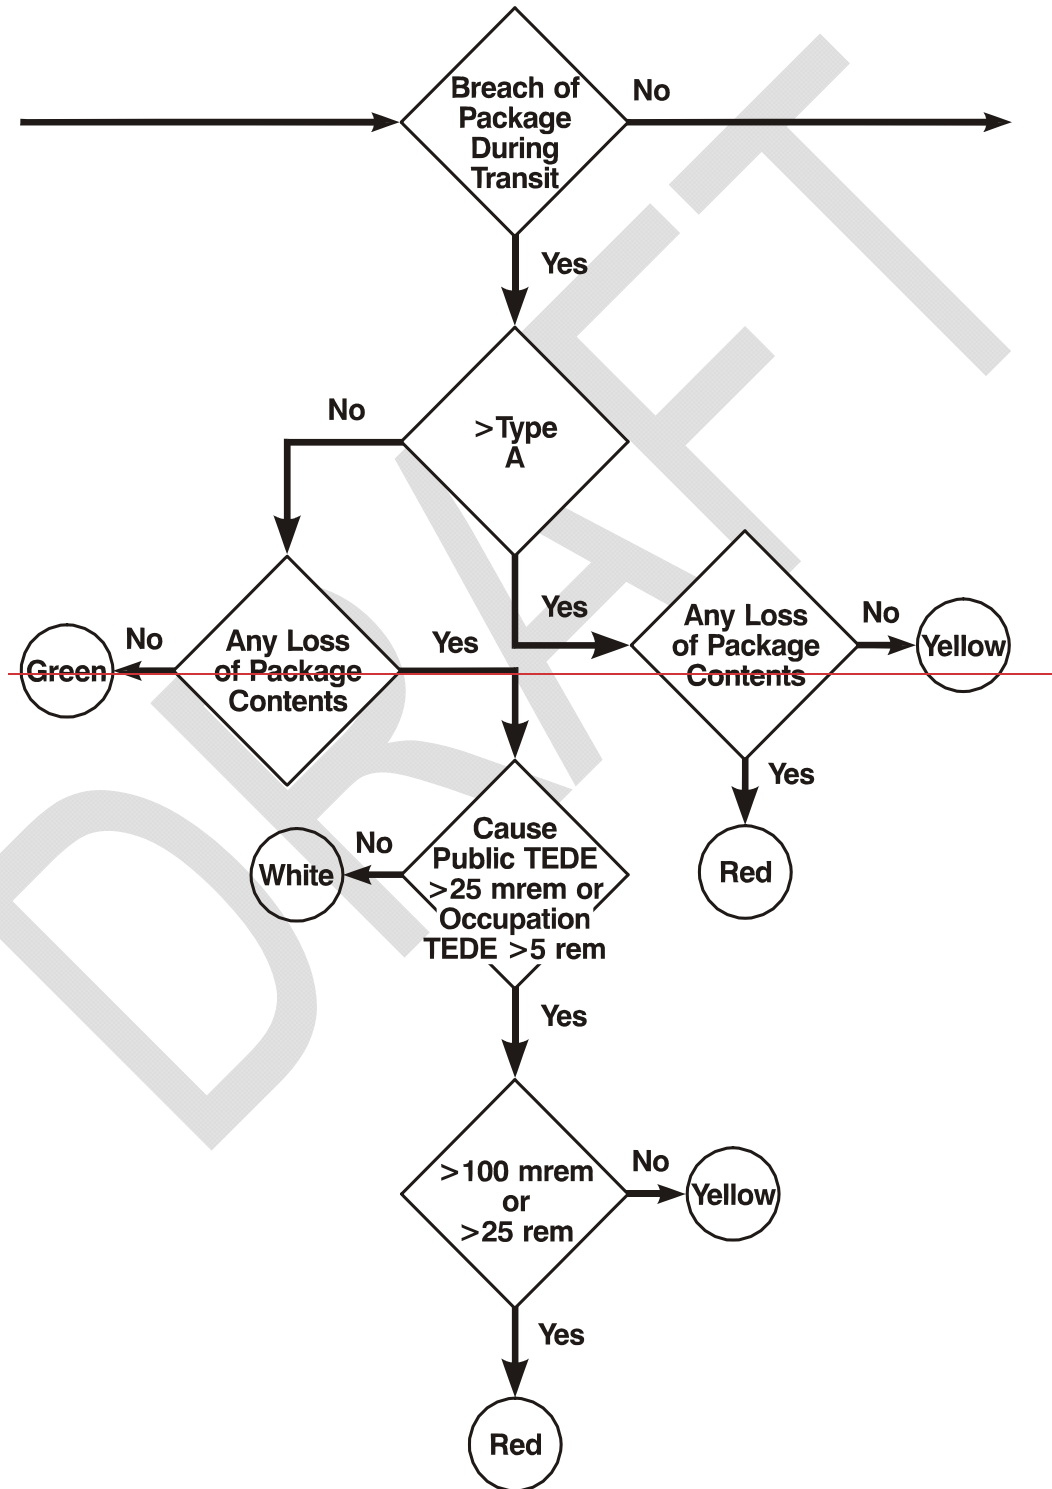 Breach of
Package
During
Transit
No
Yes
>Type
A
No
Yes
Any Loss
of Package
Contents
No
Green
Yes
Any Loss
of Package
Contents
No
Yellow
Yes
Red
Cause
Public TEDE
>25 mrem or
Occupation
TEDE >5 rem
No
White
Yes
>100 mrem
or
>25 rem
No
Yellow
Yes
Red
DRAFT